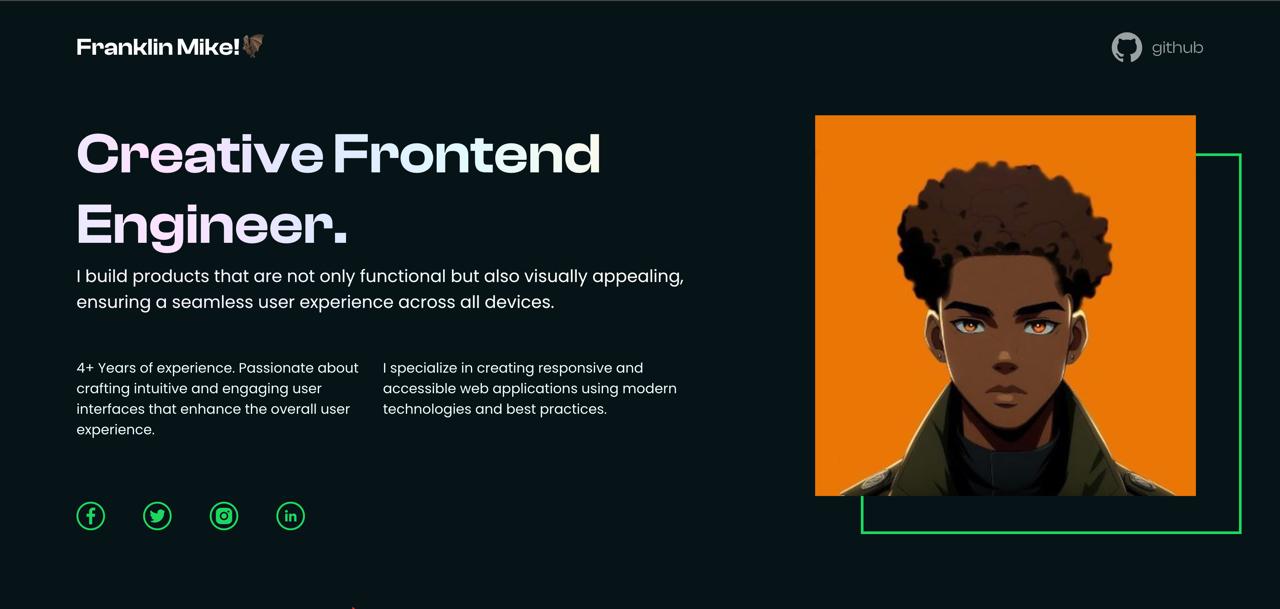 Franklin Mike!
github
Creative Frontend
Engineer.
I build products that are not only functional but also visually appealing,
ensuring a seamless user experience across all devices.
4+ Years of experience. Passionate about
crafting intuitive and engaging user
interfaces that enhance the overall user
experience.
I specialize in creating responsive and
accessible web applications using modern
technologies and best practices.